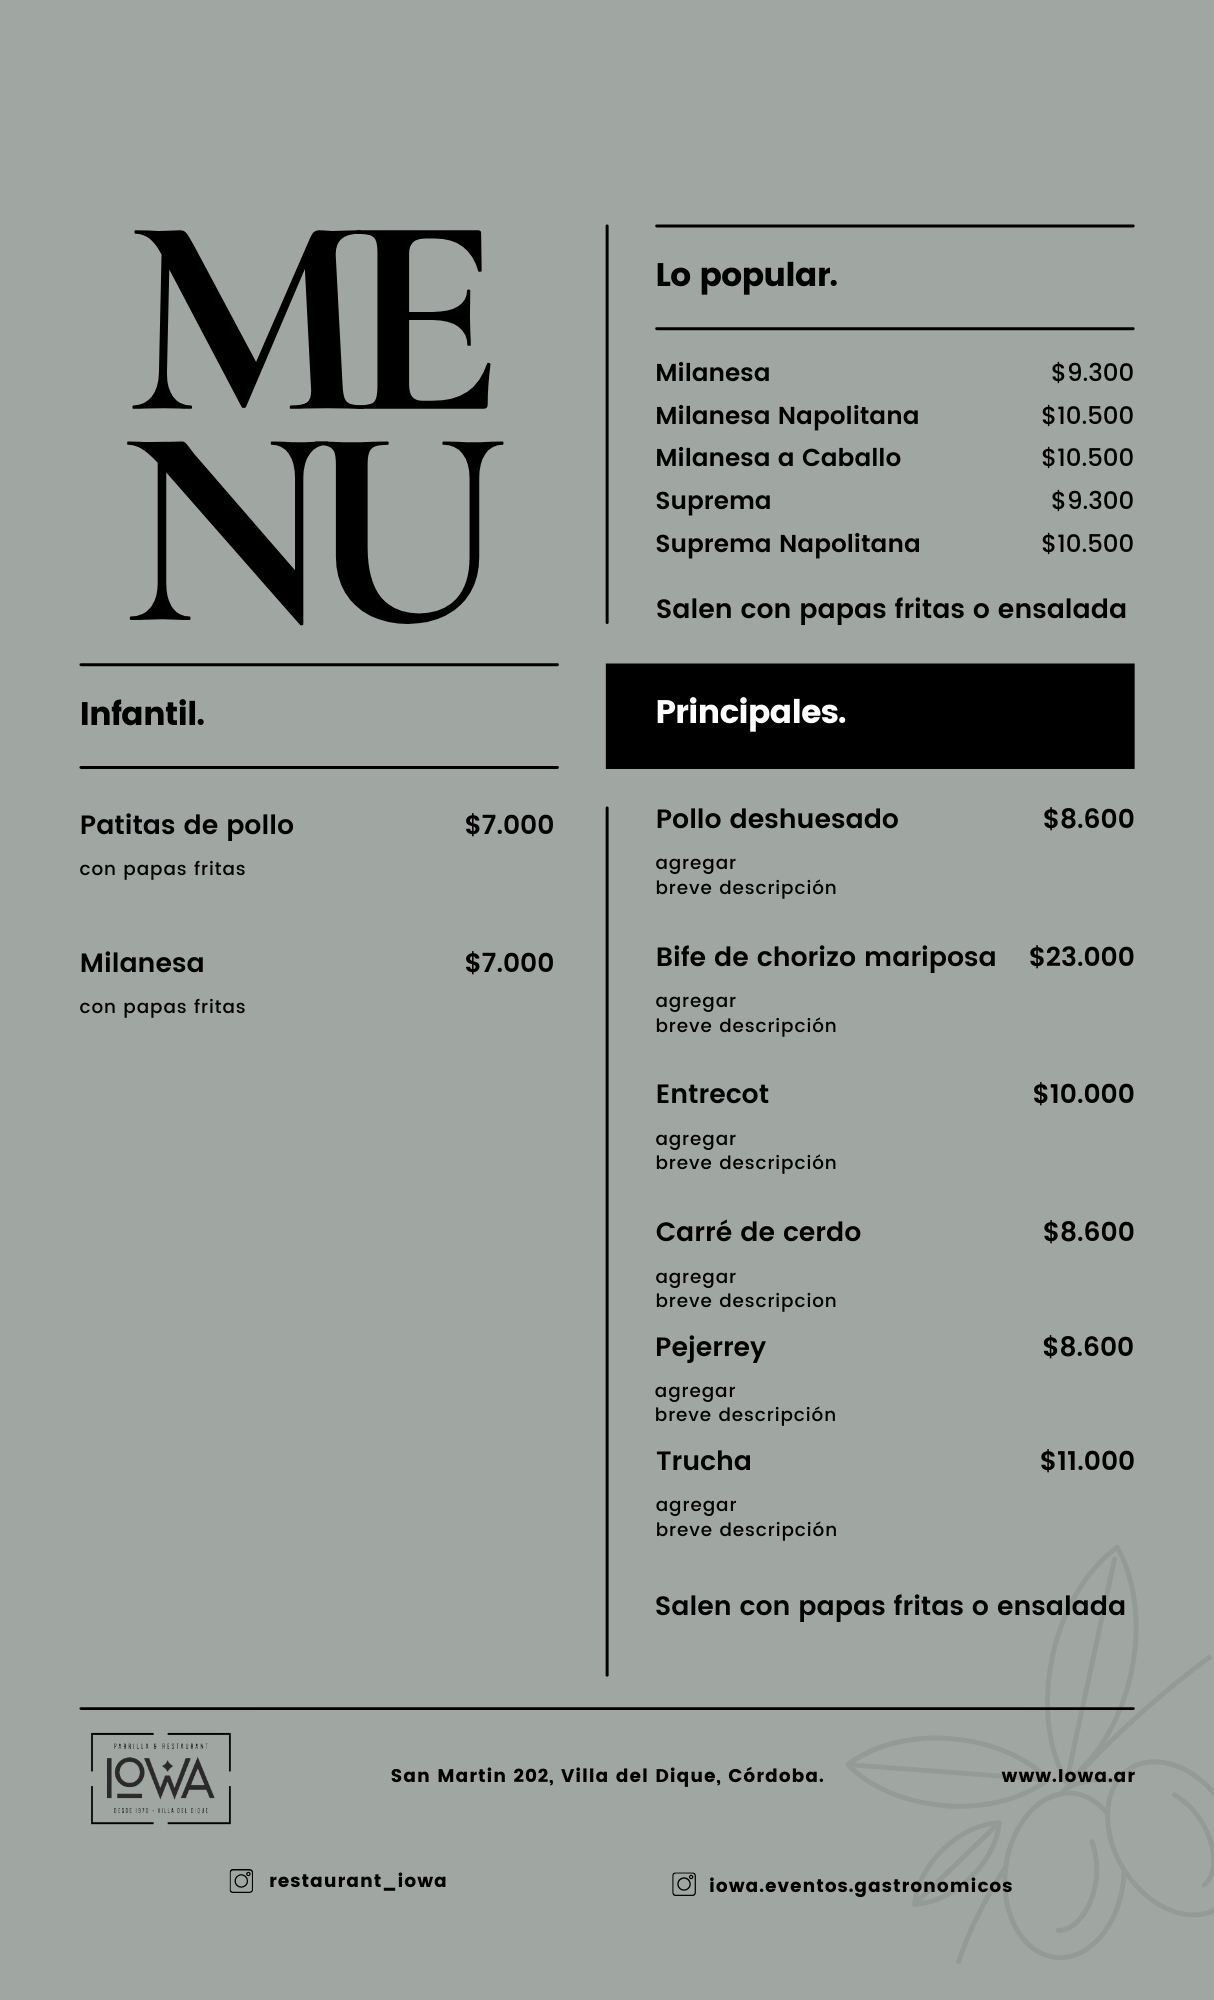 ME
NU
Lo popular.
Milanesa $9.300
Milanesa Napolitana $10.500
Milanesa a Caballo $10.500
Suprema $9.300
Suprema Napolitana $10.500
Salen con papas fritas o ensalada
Infantil.
Patitas de pollo $7.000
con papas fritas
Milanesa $7.000
con papas fritas
Principales.
Pollo deshuesado $8.600
agregar
breve descripción
Bife de chorizo mariposa $23.000
agregar
breve descripción
Entrecot $10.000
agregar
breve descripción
Carré de cerdo $8.600
agregar
breve descripcion
Pejerrey $8.600
agregar
breve descripción
Trucha $11.000
agregar
breve descripción
Salen con papas fritas o ensalada
PARRILLA & RESTAURANT
IOWA
DESDE 1970 - VILLA DEL DIQUE
San Martin 202, Villa del Dique, Córdoba.
www.Iowa.ar
restaurant_iowa
iowa.eventos.gastronomicos